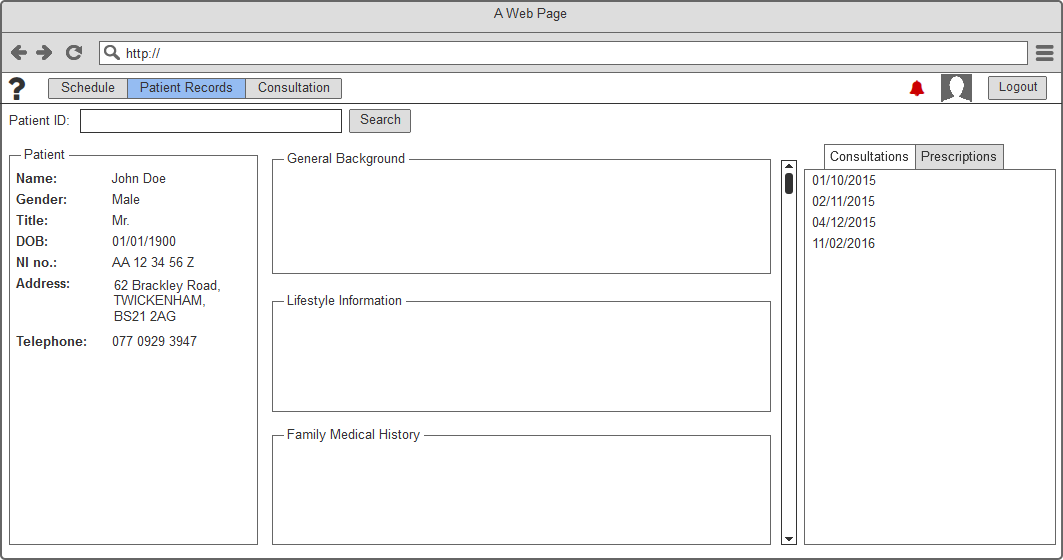 A Web Page
http://
? Schedule Patient Records Consultation Logout
Patient ID: Search
Patient
Name: John Doe
Gender: Male
Title: Mr.
DOB: 01/01/1900
NI no.: AA 12 34 56 Z
Address: 62 Brackley Road,
TWICKENHAM,
BS21 2AG
Telephone: 077 0929 3947
General Background
Lifestyle Information
Family Medical History
Consultations Prescriptions
01/10/2015
02/11/2015
04/12/2015
11/02/2016